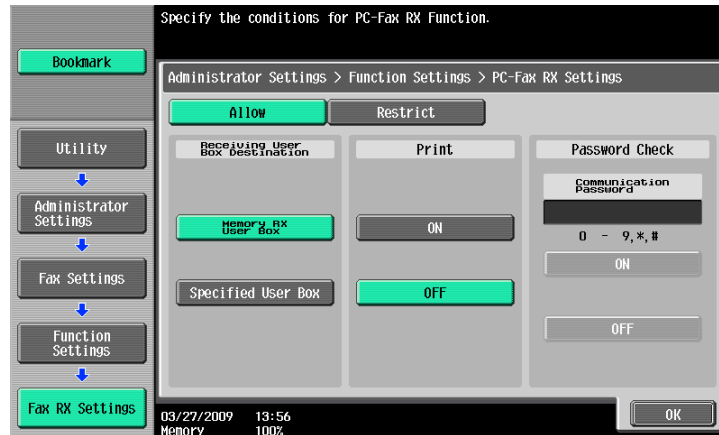 Specify the conditions for PC-Fax RX Function.
Bookmark
Administrator Settings > Function Settings > PC-Fax RX Settings
Allow
Restrict
Utility
Administrator
Settings
Fax Settings
Function
Settings
Fax RX Settings
Receiving User
Box Destination
Memory RX
User Box
Specified User Box
Print
ON
OFF
Password Check
Communication
Password
0 - 9,*,#
ON
OFF
03/27/2009 13:56
Memory 100%
OK